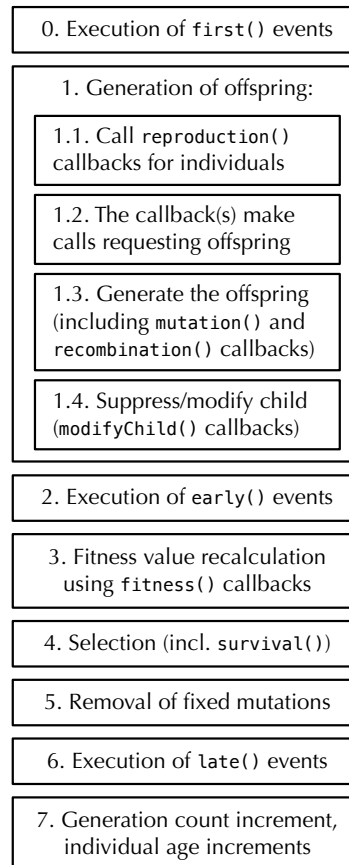 0. Execution of first() events
1. Generation of offspring:
1.1. Call reproduction()
callbacks for individuals
1.2. The callback(s) make
calls requesting offspring
1.3. Generate the offspring
(including mutation() and
recombination() callbacks)
1.4. Suppress/modify child
(modifyChild() callbacks)
2. Execution of early() events
3. Fitness value recalculation
using fitness() callbacks
4. Selection (incl. survival())
5. Removal of fixed mutations
6. Execution of late() events
7. Generation count increment,
individual age increments